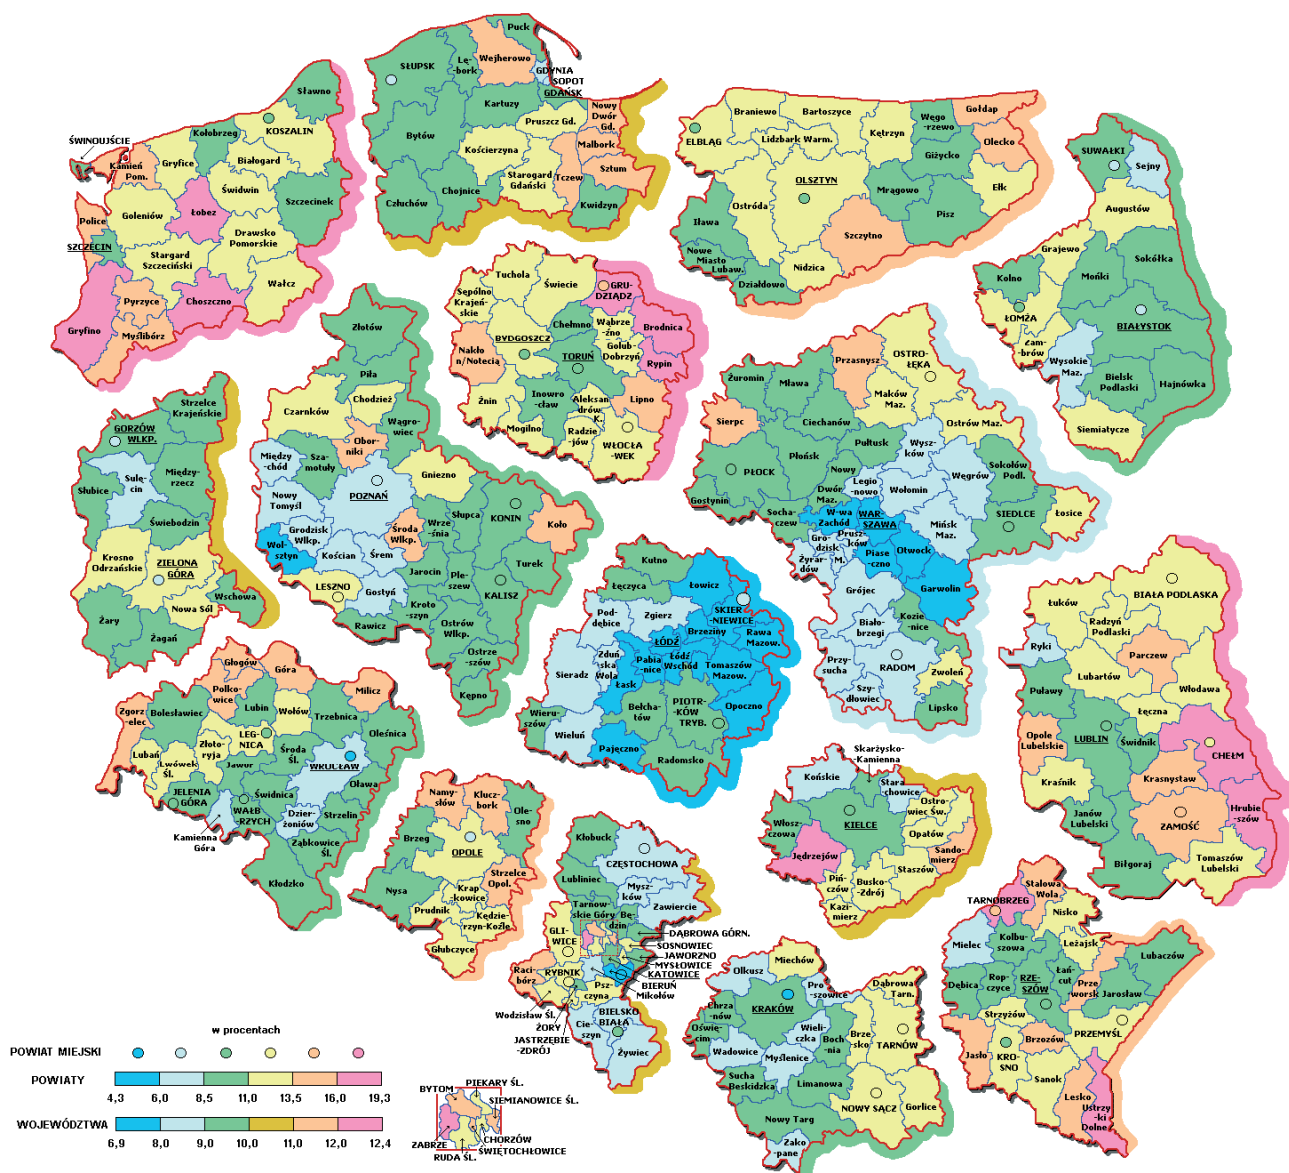 Sławno
Kołobrzeg
KOSZALIN
ŚWINOUJŚCIE
Kamień
Pom.
Gryfice
Białogard
Świdwin
Szczecinek
Goleniów
Łobez
Police
SZCZECIN
Drawsko
Pomorskie
Stargard
Szczeciński
Wałcz
Pyrzyce
Choszczno
Gryfino
Myślibórz
Puck
SŁUPSK
Lę-
bork
Wejherowo
GDYNIA
SOPOT
GDAŃSK
Kartuzy
Nowy
Dwór
Gd.
Pruszcz Gd.
Bytów
Kościerzyna
Malbork
Starogard
Gdański
Tczew
Sztum
Człuchów
Chojnice
Kwidzyn
Braniewo
Bartoszyce
Węgo-
-rzewo
Gołdap
ELBLĄG
Lidzbark Warm.
Kętrzyn
Olecko
Giżycko
OLSZTYN
Mrągowo
Ełk
Ostróda
Pisz
Iława
Szczytno
Nowe
Miasto
Lubaw.
Nidzica
Działdowo
SUWAŁKI
Sejny
Augustów
Grajewo
Kolno
Mońki
Sokółka
ŁOMŻA
BIAŁYSTOK
Zam-
brów
Wysokie
Maz.
Bielsk
Podlaski
Hajnówka
Siemiatycze
Tuchola
Sępólno
Krajeń-
skie
Świecie
GRU-
DZIĄDZ
Chełmno
Wąbrze-
-źno
Brodnica
BYDGOSZCZ
Golub-
Dobrzyń
Nakło
n/Notecią
TORUŃ
Rypin
Żnin
Inowro-
-cław
Aleksan-
drów
K.
Lipno
Mogilno
Radzie-
jów
WŁOCŁA
-WEK
Złotów
Piła
Chodzież
Czarnków
Wągro-
wiec
Obor-
niki
Między
-chód
Sza-
motuły
Gniezno
POZNAŃ
Nowy
Tomyśl
Słupca
KONIN
Koło
Wrze-
śnia
Środa
Wlkp.
Grodzisk
Wlkp.
Wol-
sztyn
Kościan
Śrem
Turek
Jarocin
Ple-
szew
LESZNO
Gostyń
KALISZ
Kroto-
szyn
Rawicz
Ostrów
Wlkp.
Ostrze-
szów
Kępno
Strzelce
Krajeńskie
GORZÓW
WLKP.
Między-
rzecz
Sulę-
cin
Słubice
Świebodzin
Krosno
Odrzańskie
ZIELONA
GÓRA
Nowa Sól
Wschowa
Żary
Żagań
Przasnysz
OSTRO-
ŁĘKA
Żuromin
Mława
Maków
Maz.
Sierpc
Ciechanów
Ostrów Maz.
Pułtusk
Wysz-
ków
PŁOCK
Płońsk
Nowy
Dwór
Maz.
Legio
-nowo
Wołomin
Węgrów
Sokołów
Podl.
Gostynin
Socha-
czew
W-wa
Zachód
WAR-
SZAWA
SIEDLCE
Łosice
Gro-
dzisk
M.
Prusz-
ków
Mińsk
Maz.
Żyrar-
dów
Piase-
czno
Otwock
Garwolin
Grójec
Kozie-
nice
Biało-
brzegi
RADOM
Przy-
sucha
Szy-
dłowiec
Zwoleń
Lipsko
Kutno
Łęczyca
Łowicz
Pod-
dębice
Zgierz
SKIER
NIEWICE
Brzeziny
Rawa
Mazow.
ŁÓDŹ
Zduń
ska
Wola
Pabia
-nice
Łódź
Wschód
Sieradz
Łask
Tomaszów
Mazow.
Bełcha-
tów
PIOTR-
KÓW
TRYB.
Opoczno
Wieru-
szów
Wieluń
Pajęczno
Radomsko
Głogów
Góra
Polko-
wice
Milicz
Zgorz
-elec
Bolesławiec
Lubin
Wołów
Trzebnica
Oleśnica
LEG-
NICA
Złoto-
ryja
Lubań
Lwówek
Śl.
Jawor
Środa
Śl.
WROCŁAW
JELENIA
GÓRA
Świdnica
Oława
WAŁB
-RZYCH
Dzier-
żoniów
Strzelin
Kamienna
Góra
Ząbkowice
Śl.
Kłodzko
Namy-
słów
Klucz-
bork
Ole-
sno
Brzeg
OPOLE
Strzelce
Opol.
Nysa
Krap
-kowice
Prudnik
Kędzie-
rzyn-Koźle
Głubczyce
Kłobuck
CZĘSTOCHOWA
Lubliniec
Mysz-
ków
Zawiercie
Tarnow-
skie Góry
Bę-
dzin
GLI-
WICE
DĄBROWA GÓRN.
SOSNOWIEC
JAWORZNO
MYSŁOWICE
KATOWICE
BIERUŃ
Mikołów
Raci-
bórz
RYBNIK
Psz-
czyna
Wodzisław Śl.
ŻORY
JASTRZĘBIE
-ZDRÓJ
Cie-
szyn
BIELSKO
BIAŁA
Żywiec
Biała Podlaska
Łuków
Radzyń
Podlaski
Ryki
Parczew
Lubartów
Włodawa
Puławy
Łęczna
Opole
Lubelskie
LUBLIN
Świdnik
CHEŁM
Kraśnik
Krasnystaw
Hrubie-
szów
Janów
Lubelski
ZAMOŚĆ
Biłgoraj
Tomaszów
Lubelski
Skarżysko-
Kamienna
Końskie
Stara
chowice
Ostro-
wiec Św.
Włosz-
czowa
KIELCE
Opatów
Jędrzejów
Sando-
mierz
Staszów
Piń-
czów
Busko-
Zdrój
Kazi-
mierz
Stalowa
Wola
TARNOBRZEG
Nisko
Mielec
Kolbu-
szowa
Leżajsk
Lubaczów
Dębica
Rop-
czyce
RZE-
SZÓW
Łań-
cut
Prze
worsk
Jarosław
Strzyżów
PRZEMYŚL
Jasło
KRO-
SNO
Brzozów
Sanok
Lesko
Ustrzy-
ki
Dolne
Miechów
Olkusz
Pro-
szowice
Dąbrowa
Tarn.
Chrza-
nów
KRAKÓW
Oświę-
cim
Wieli-
czka
Brze-
sko
TARNÓW
Wadowice
Myślenice
Boch-
nia
Sucha
Beskidzka
Limanowa
NOWY SĄCZ
Gorlice
Nowy Targ
Zako-
pane
w procentach
POWIAT MIEJSKI
POWIATY
4,3 6,0 8,5 11,0 13,5 16,0 19,3
WOJEWÓDZTWA
6,9 8,0 9,0 10,0 11,0 12,0 12,4
BYTOM
PIEKARY ŚL.
SIEMIANOWICE ŚL.
CHORZÓW
ŚWIĘTOCHŁOWICE
ZABRZE
RUDA ŚL.